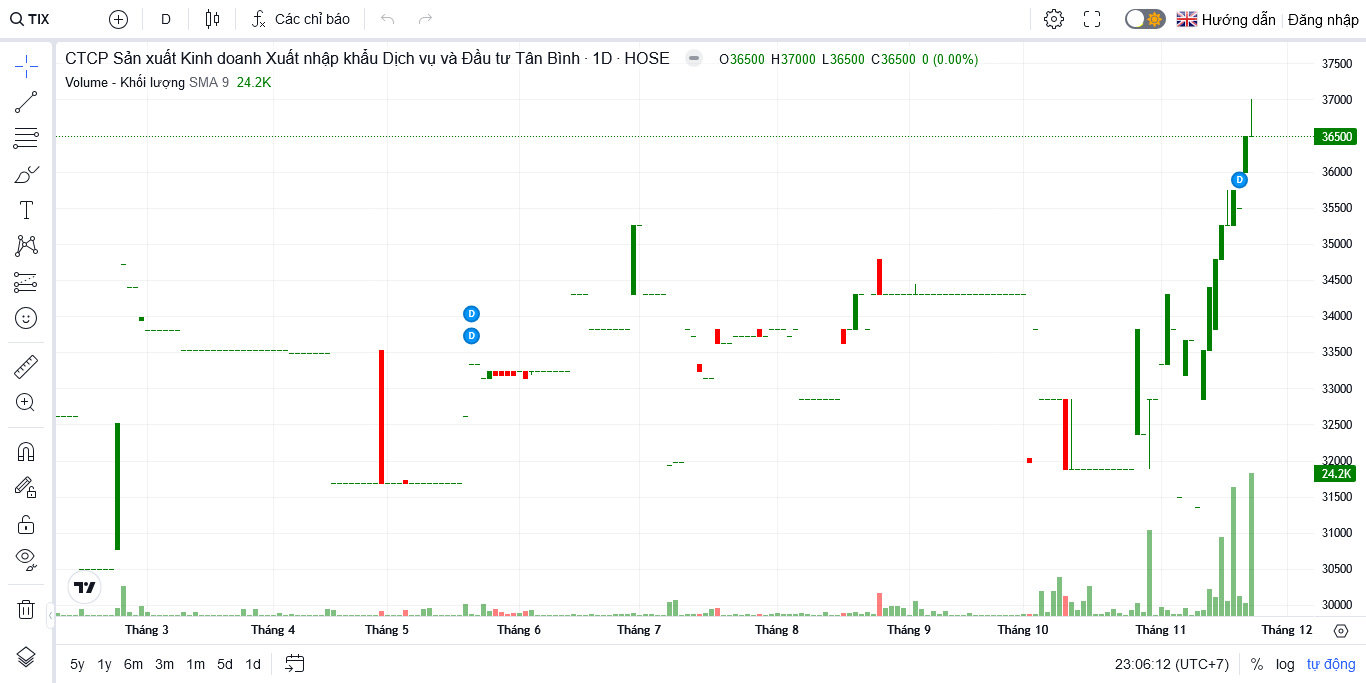 TIX D Các chỉ báo Hướng dẫn Đăng nhập
CTCP Sản xuất Kinh doanh Xuất nhập khẩu Dịch vụ và Đầu tư Tân Bình · 1D · HOSE O36500 H37000 L36500 C36500 0 (0.00%)
Volume - Khối lượng SMA 9 24.2K
37500
37000
36500
36000
35500
35000
34500
34000
33500
33000
32500
32000
24.2K
31500
31000
30500
30000
D
D
D
Tháng 3 Tháng 4 Tháng 5 Tháng 6 Tháng 7 Tháng 8 Tháng 9 Tháng 10 Tháng 11 Tháng 12
5y 1y 6m 3m 1m 5d 1d 23:06:12 (UTC+7) % log tự động